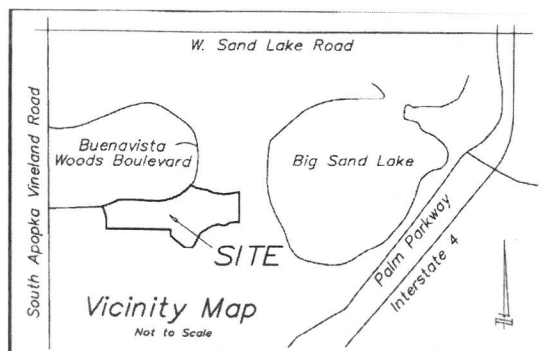 W. Sand Lake Road
South Apopka Vineland Road
Buenavista
Woods Boulevard
Big Sand Lake
Palm Parkway
Interstate 4
SITE
Vicinity Map
Not to Scale